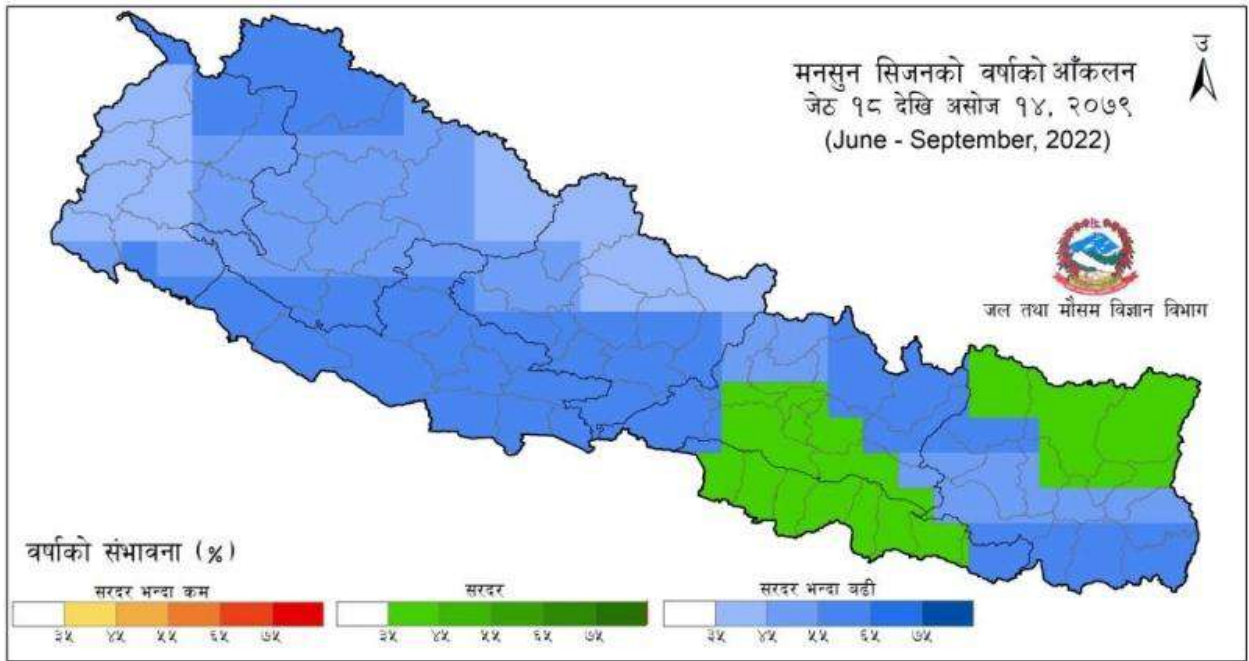 मनसुन सिजनको वर्षाको आँकलन
जेठ १८ देखि असोज १४, २०७९
(June - September, 2022)
उ
जल तथा मौसम विज्ञान विभाग
वर्षाको संभावना (%)
सरदर भन्दा कम
सरदर
सरदर भन्दा बढी
३५ ४५ ५५ ६५ ७५
३५ ४५ ५५ ६५ ७५
३५ ४५ ५५ ६५ ७५